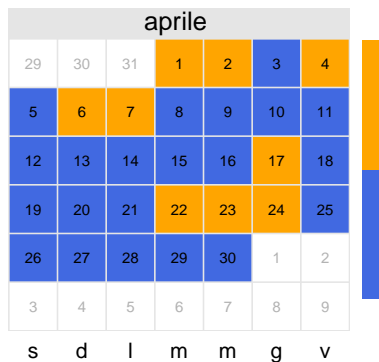 aprile
29 30 31 1 2 3 4
5 6 7 8 9 10 11
12 13 14 15 16 17 18
19 20 21 22 23 24 25
26 27 28 29 30 1 2
3 4 5 6 7 8 9
s d l m m g v